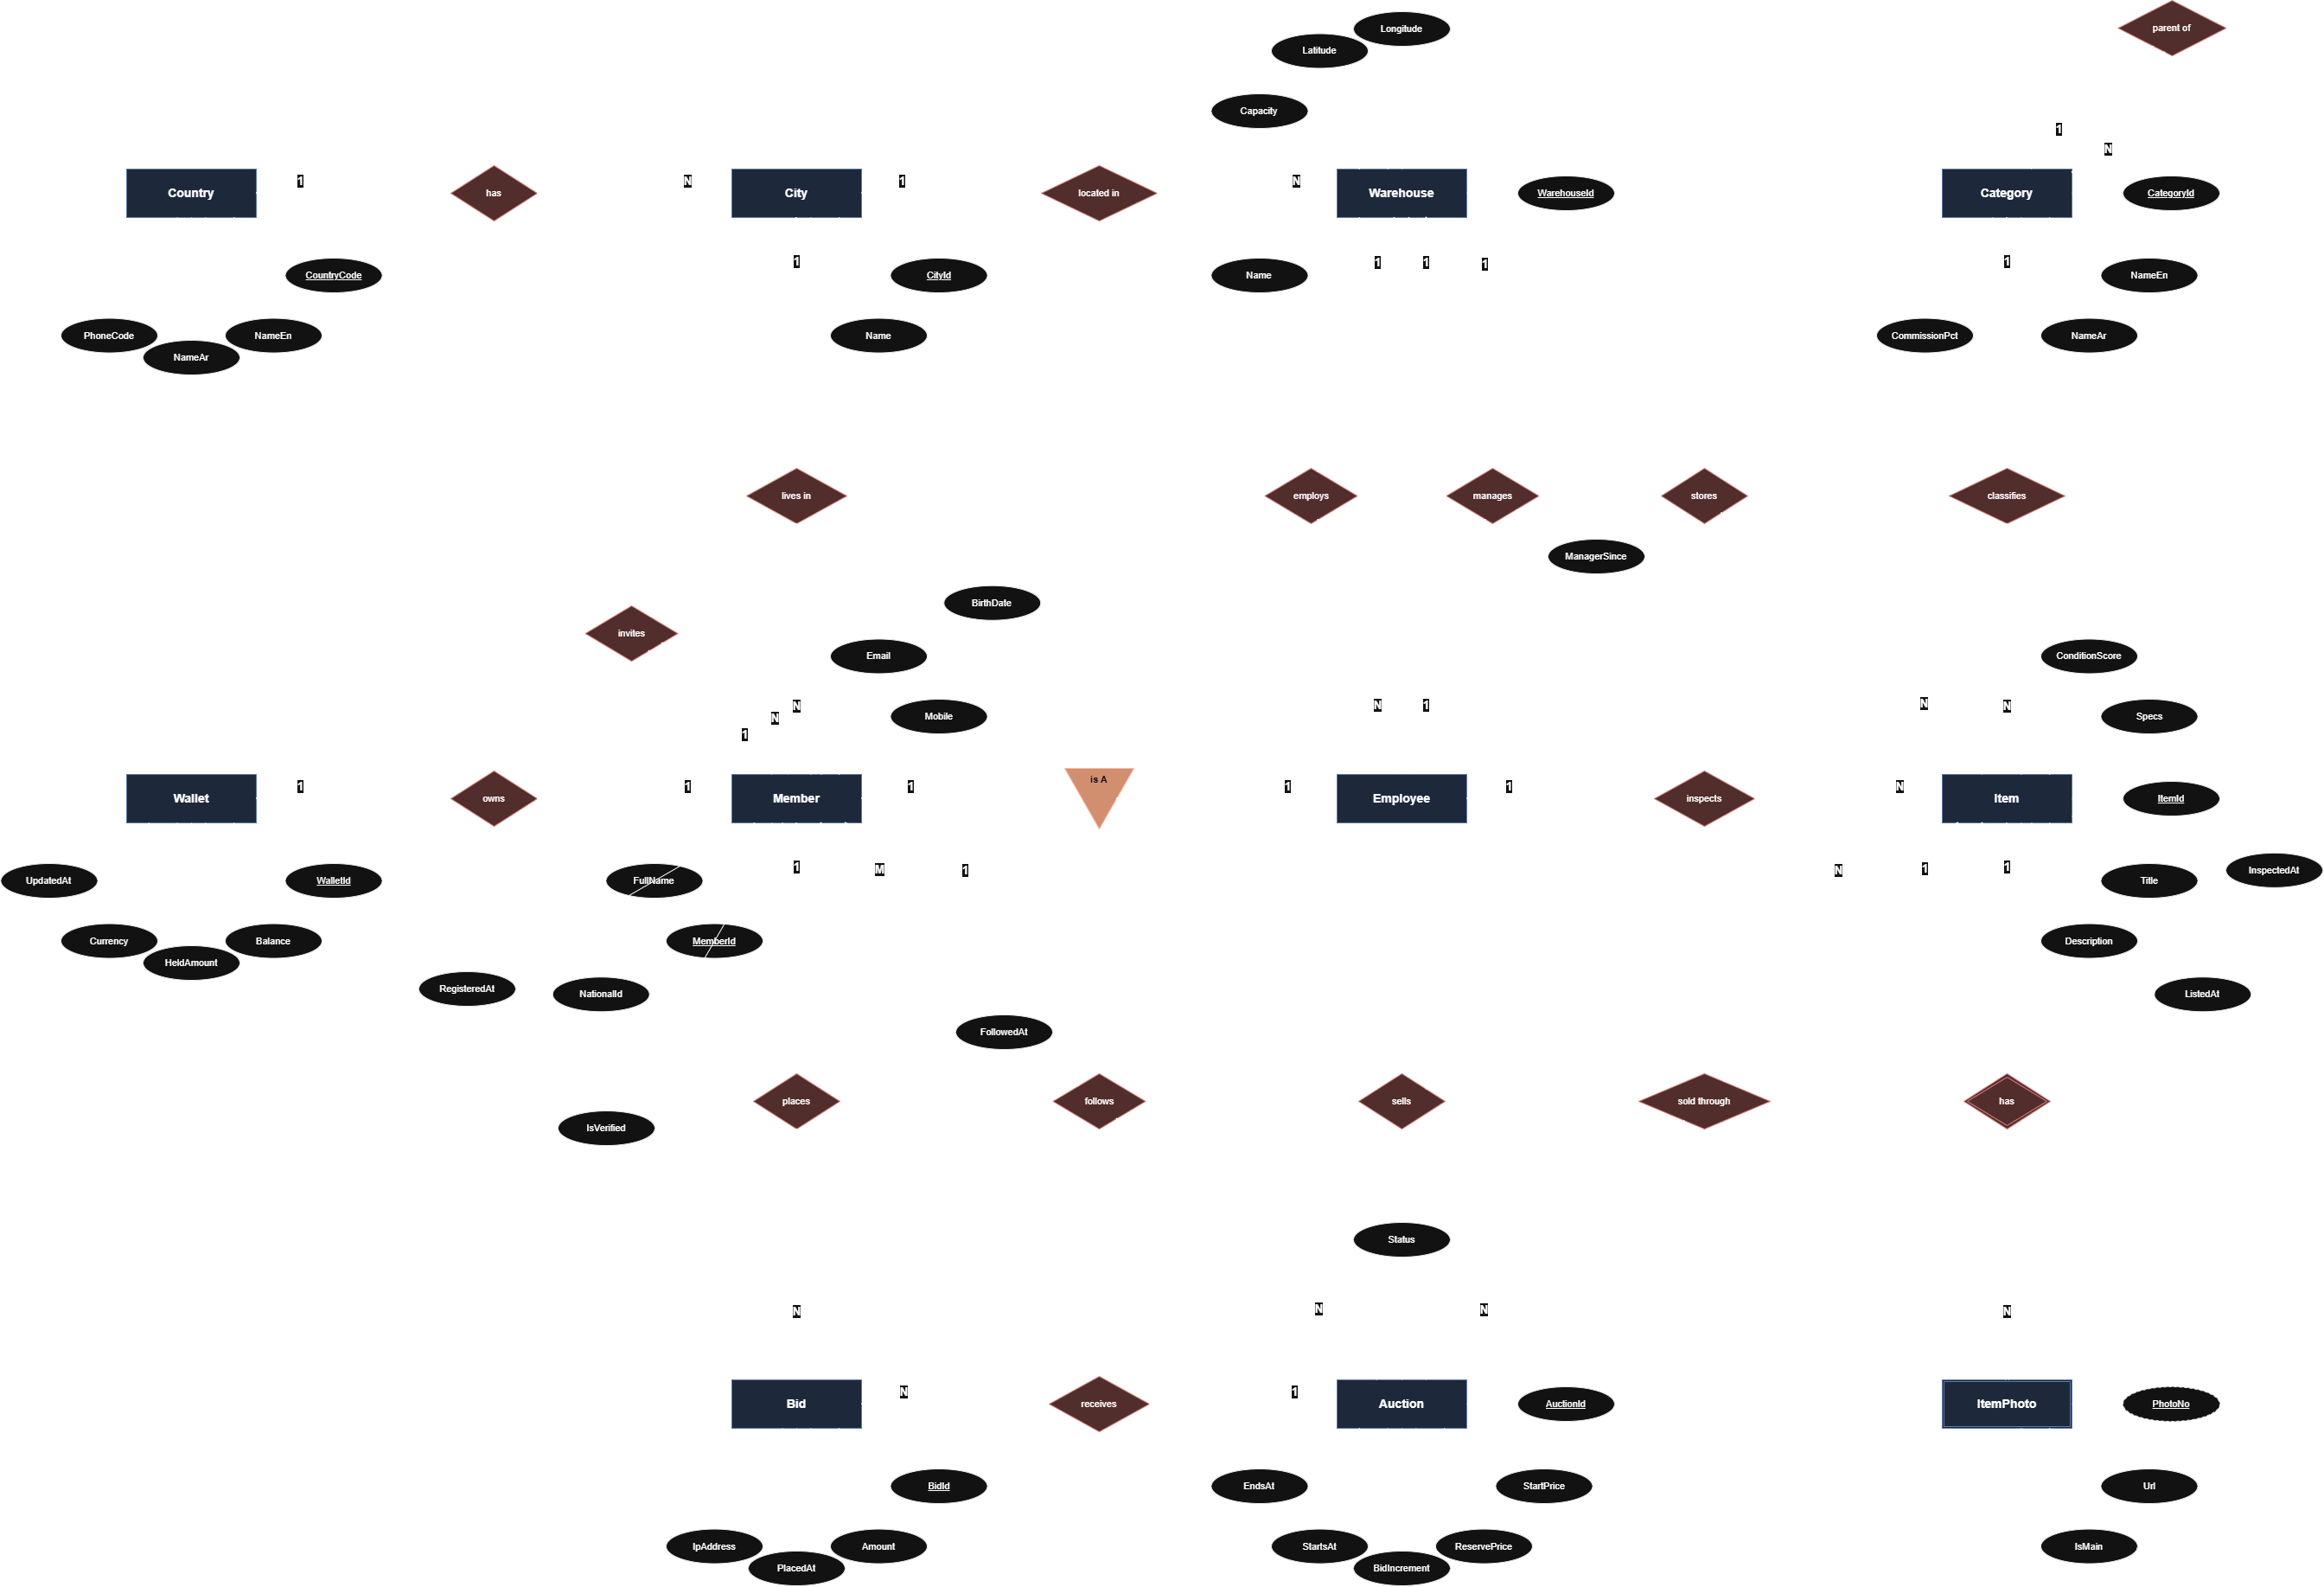 Longitude
parent of
Latitude
Capacity
1
N
Country
1
has
N
City
1
located in
N
Warehouse
WarehouseId
Category
CategoryId
1
1
1
1
1
CountryCode
CityId
Name
NameEn
PhoneCode
NameAr
NameEn
Name
CommissionPct
NameAr
lives in
employs
manages
stores
classifies
ManagerSince
BirthDate
invites
Email
ConditionScore
N
N
1
Mobile
N
1
N
N
Specs
Wallet
1
owns
1
Member
1
is A
1
Employee
1
inspects
N
Item
ItemId
1
M
1
N
1
1
UpdatedAt
WalletId
FullName
Title
InspectedAt
Currency
HeldAmount
Balance
MemberId
Description
RegisteredAt
NationalId
ListedAt
FollowedAt
places
follows
sells
sold through
has
IsVerified
Status
N
N
N
N
Bid
N
receives
1
Auction
AuctionId
ItemPhoto
PhotoNo
BidId
EndsAt
StartPrice
Url
IpAddress
PlacedAt
Amount
StartsAt
BidIncrement
ReservePrice
IsMain